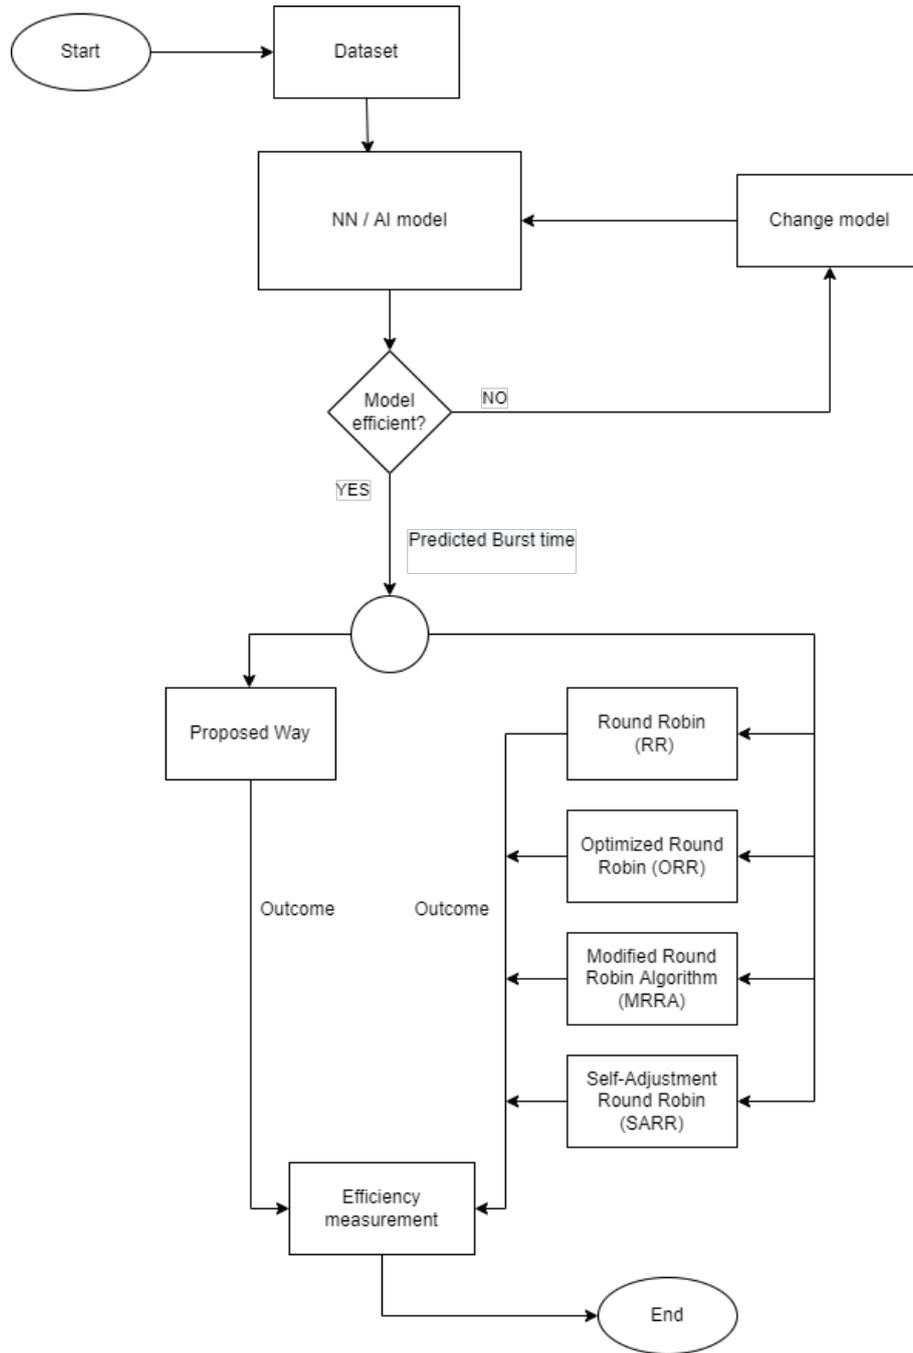 Start
Dataset
NN / AI model
Change model
Model
efficient?
NO
YES
Predicted Burst time
Proposed Way
Round Robin
(RR)
Optimized Round
Robin (ORR)
Outcome
Outcome
Modified Round
Robin Algorithm
(MRRA)
Self-Adjustment
Round Robin
(SARR)
Efficiency
measurement
End